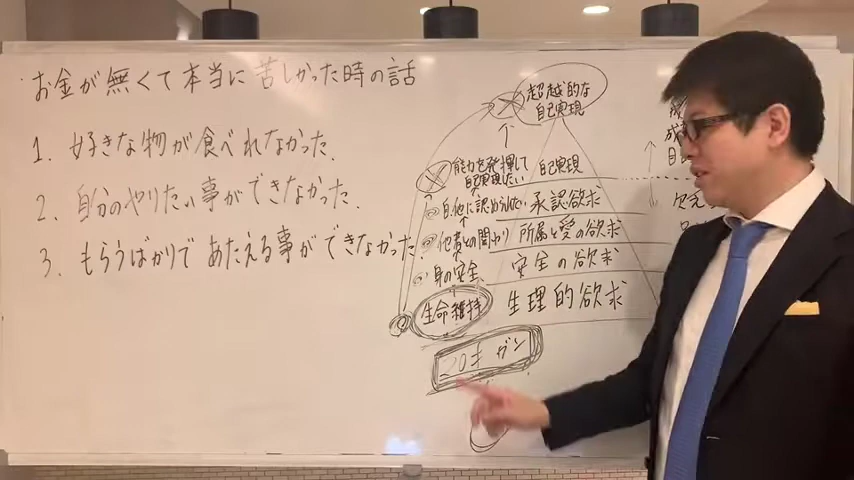 お金が無くて本当に苦しかった時の話
1. 好きな物が食べれなかった.
2. 自分のやりたい事ができなかった.
3. もらうばかりであたえる事ができなかった.
超越的な
自己実現
能力を発揮して
自己実現したい
自己実現
自・他に認められたい
承認欲求
他者との関わり
所属と愛の欲求
身の安全
安全の欲求
生命維持
生理的欲求
20才 ガン
成
自
欠乏